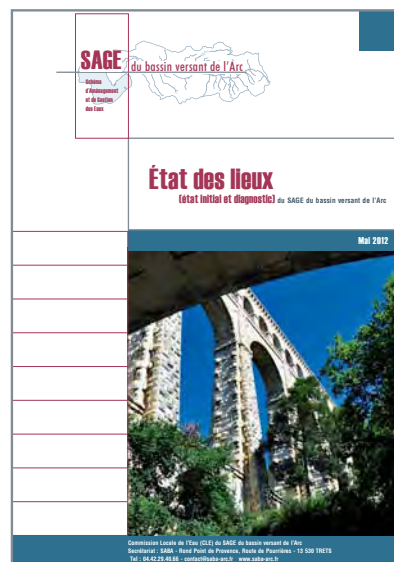 SAGE du bassin versant de l'Arc
Schéma
d'Aménagement
et de Gestion
des Eaux
État des lieux
(état initial et diagnostic) du SAGE du bassin versant de l'Arc
Mai 2012
Commission Locale de l'Eau (CLE) du SAGE du bassin versant de l'Arc
Secrétariat : SABA - Rond Point de Provence, Route de Pourrières - 13 530 TRETS
Tel : 04.42.29.40.66 - contact@saba-arc.fr www.saba-arc.fr